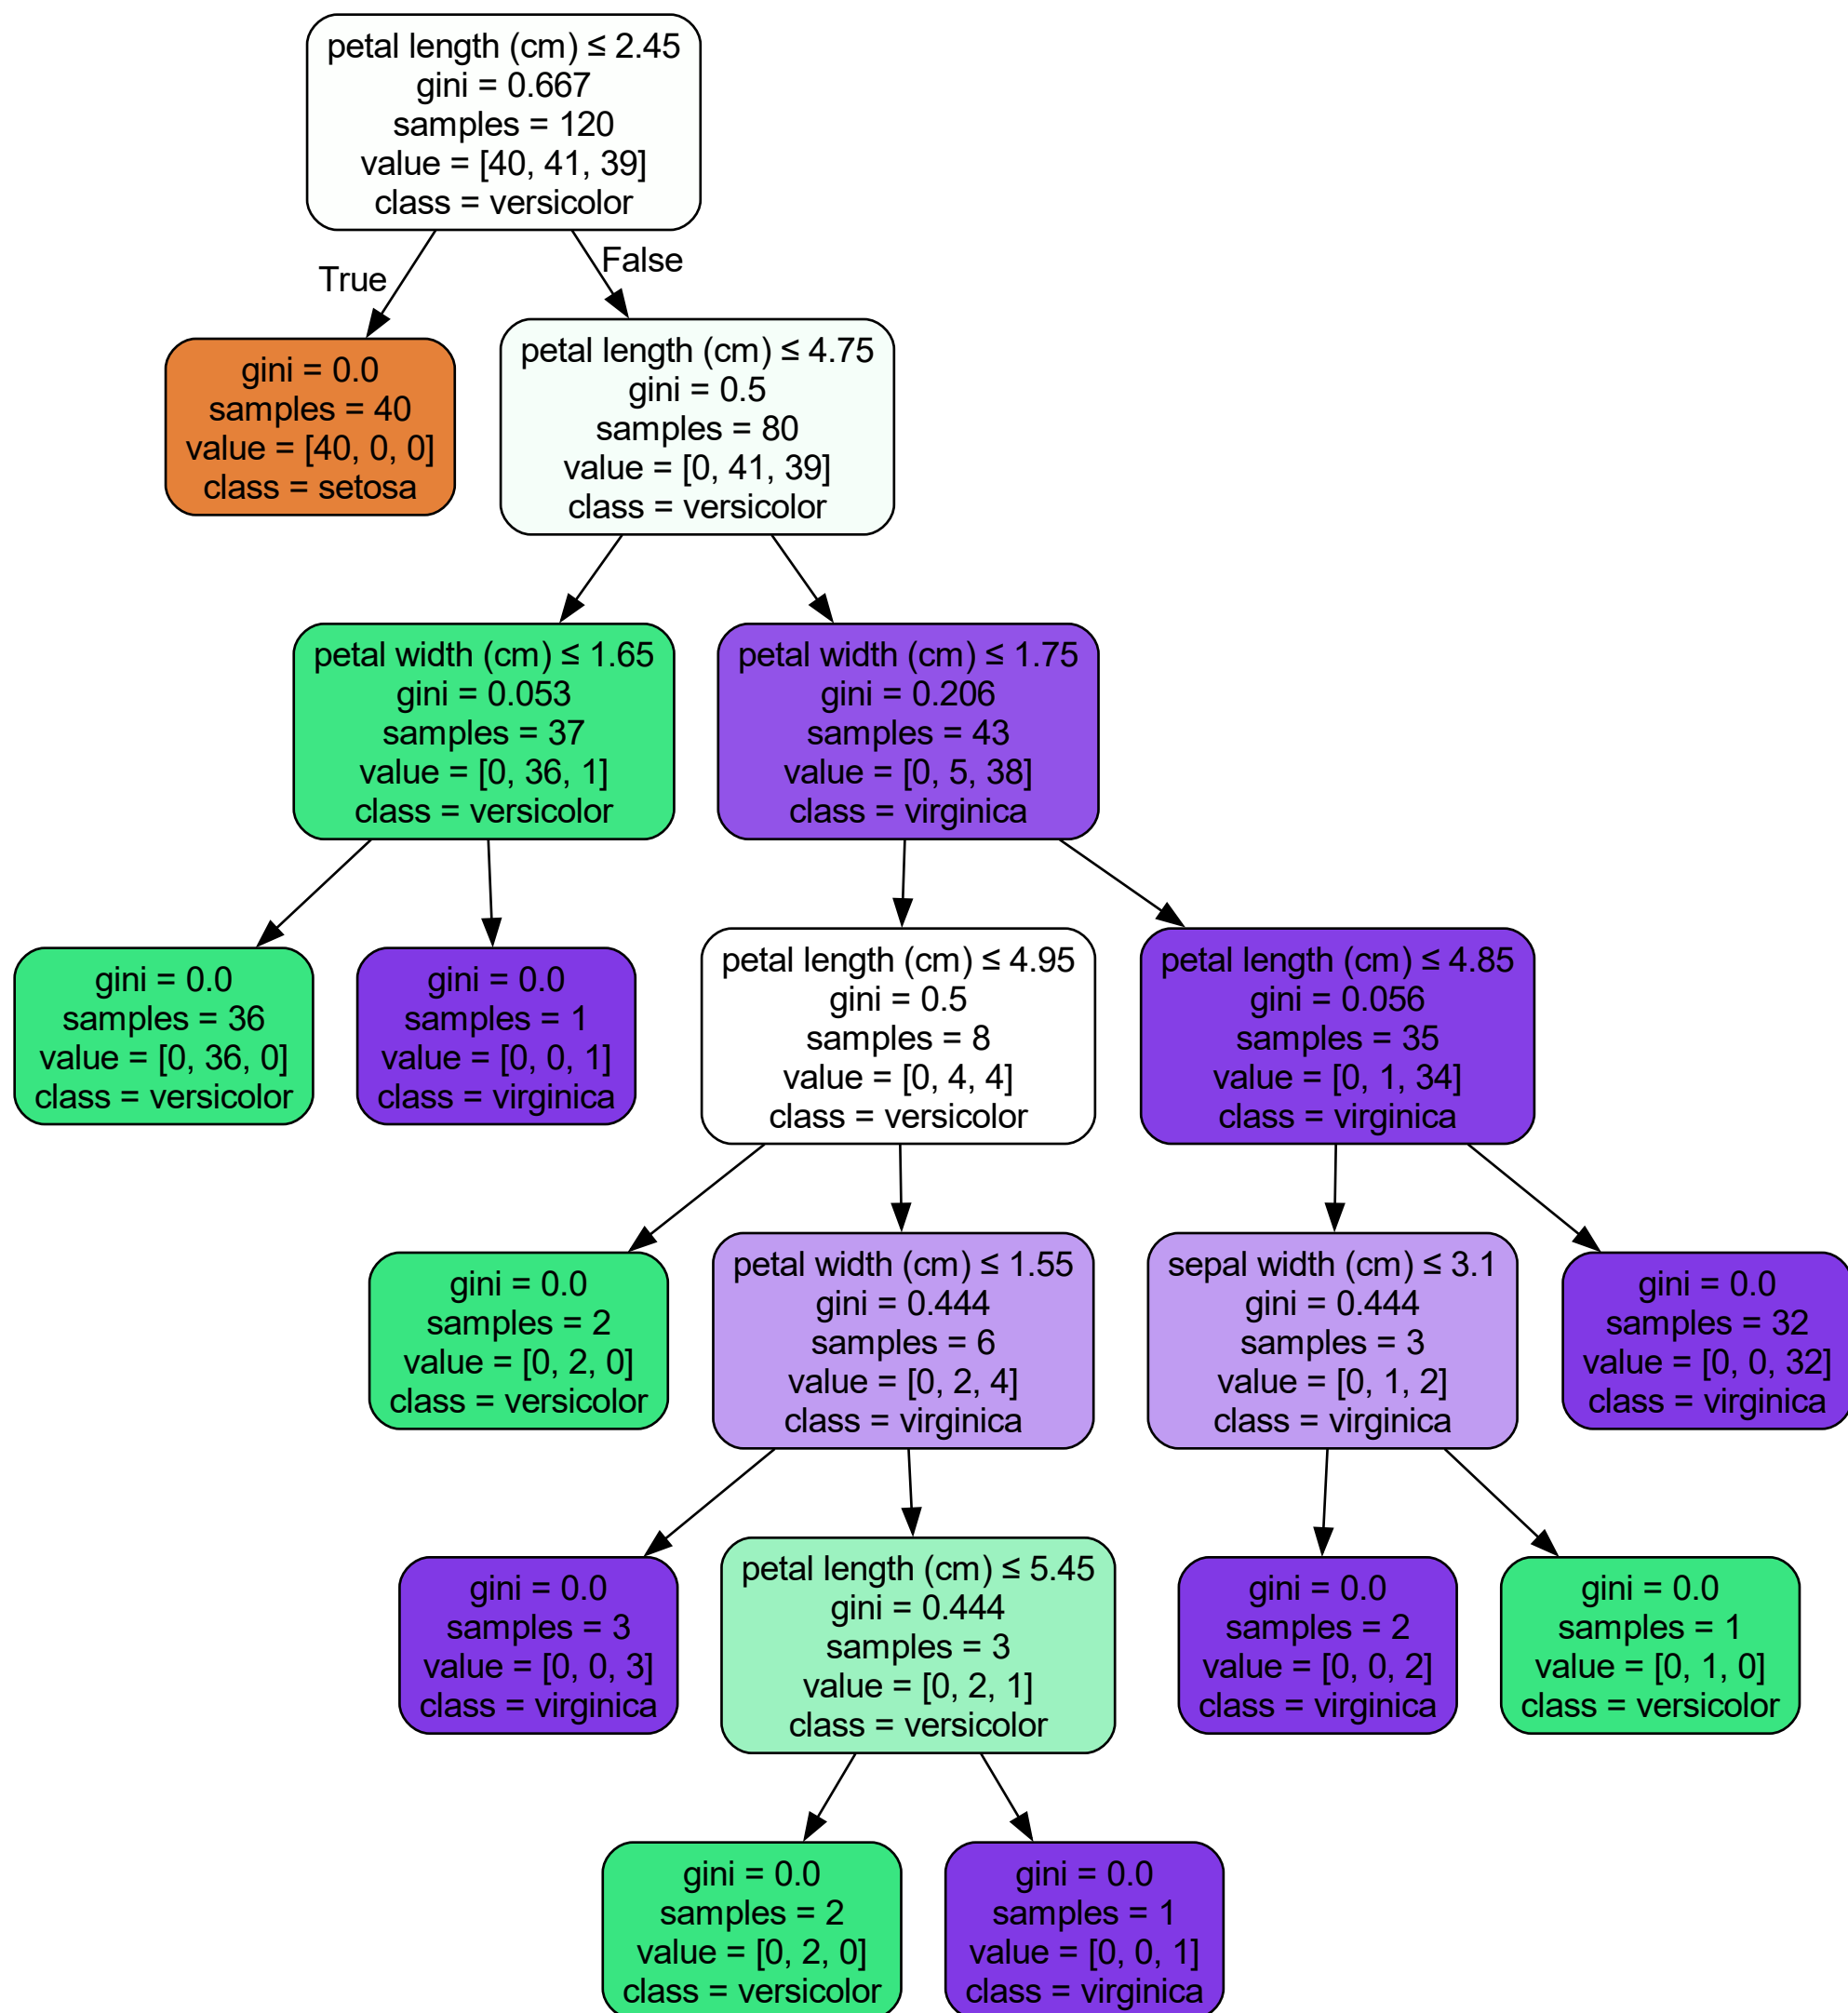 petal length (cm) ≤ 2.45
gini = 0.667
samples = 120
value = [40, 41, 39]
class = versicolor
True
False
gini = 0.0
samples = 40
value = [40, 0, 0]
class = setosa
petal length (cm) ≤ 4.75
gini = 0.5
samples = 80
value = [0, 41, 39]
class = versicolor
petal width (cm) ≤ 1.65
gini = 0.053
samples = 37
value = [0, 36, 1]
class = versicolor
petal width (cm) ≤ 1.75
gini = 0.206
samples = 43
value = [0, 5, 38]
class = virginica
gini = 0.0
samples = 36
value = [0, 36, 0]
class = versicolor
gini = 0.0
samples = 1
value = [0, 0, 1]
class = virginica
petal length (cm) ≤ 4.95
gini = 0.5
samples = 8
value = [0, 4, 4]
class = versicolor
petal length (cm) ≤ 4.85
gini = 0.056
samples = 35
value = [0, 1, 34]
class = virginica
gini = 0.0
samples = 2
value = [0, 2, 0]
class = versicolor
petal width (cm) ≤ 1.55
gini = 0.444
samples = 6
value = [0, 2, 4]
class = virginica
sepal width (cm) ≤ 3.1
gini = 0.444
samples = 3
value = [0, 1, 2]
class = virginica
gini = 0.0
samples = 32
value = [0, 0, 32]
class = virginica
gini = 0.0
samples = 3
value = [0, 0, 3]
class = virginica
petal length (cm) ≤ 5.45
gini = 0.444
samples = 3
value = [0, 2, 1]
class = versicolor
gini = 0.0
samples = 2
value = [0, 0, 2]
class = virginica
gini = 0.0
samples = 1
value = [0, 1, 0]
class = versicolor
gini = 0.0
samples = 2
value = [0, 2, 0]
class = versicolor
gini = 0.0
samples = 1
value = [0, 0, 1]
class = virginica